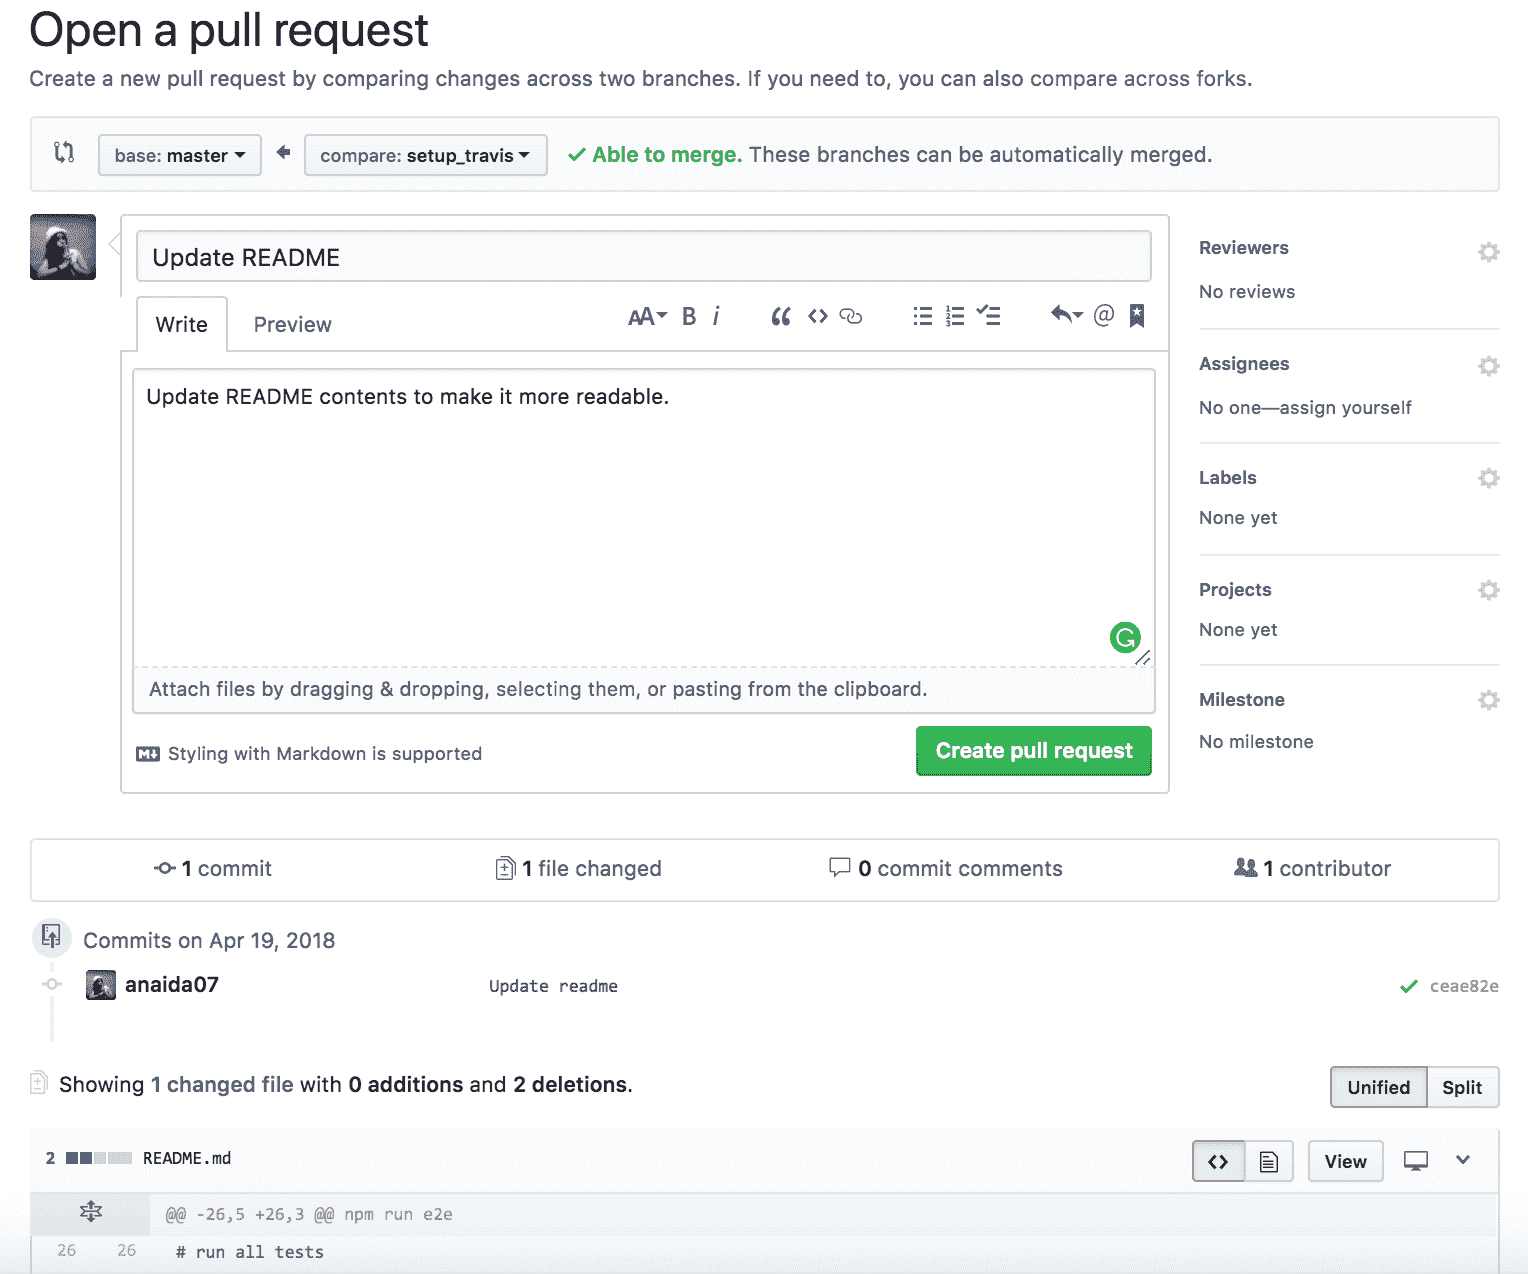 Open a pull request
Create a new pull request by comparing changes across two branches. If you need to, you can also compare across forks.
base: master compare: setup_travis Able to merge. These branches can be automatically merged.
Update README
Write Preview AA B i @
Update README contents to make it more readable.
Attach files by dragging & dropping, selecting them, or pasting from the clipboard.
Styling with Markdown is supported
Create pull request
Reviewers
No reviews
Assignees
No one—assign yourself
Labels
None yet
Projects
None yet
Milestone
No milestone
1 commit 1 file changed 0 commit comments 1 contributor
Commits on Apr 19, 2018
anaida07 Update readme ceae82e
Showing 1 changed file with 0 additions and 2 deletions. Unified Split
2 README.md <> View
@@ -26,5 +26,3 @@ npm run e2e
26 26 # run all tests